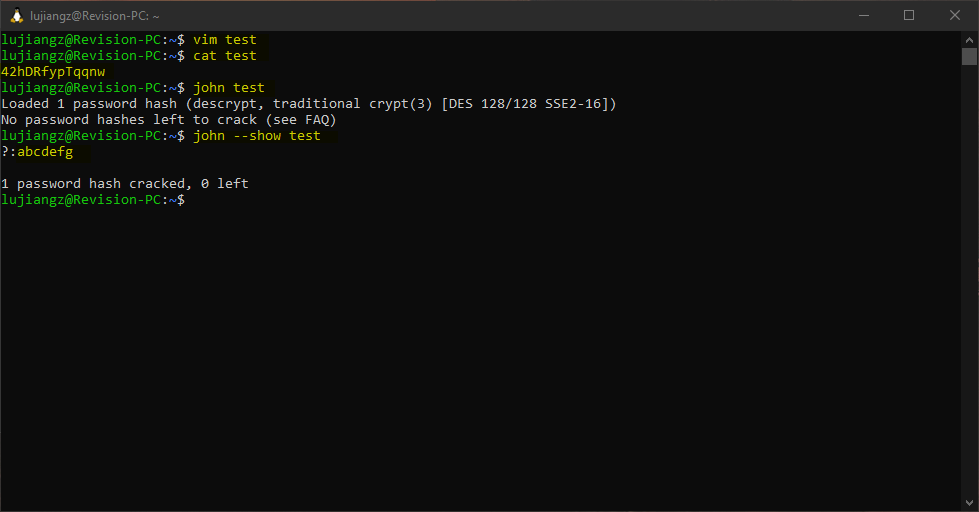 lujiangz@Revision-PC: ~
lujiangz@Revision-PC:~$ vim test
lujiangz@Revision-PC:~$ cat test
42hDRfypTqqnw
lujiangz@Revision-PC:~$ john test
Loaded 1 password hash (descrypt, traditional crypt(3) [DES 128/128 SSE2-16])
No password hashes left to crack (see FAQ)
lujiangz@Revision-PC:~$ john --show test
?:abcdefg
1 password hash cracked, 0 left
lujiangz@Revision-PC:~$